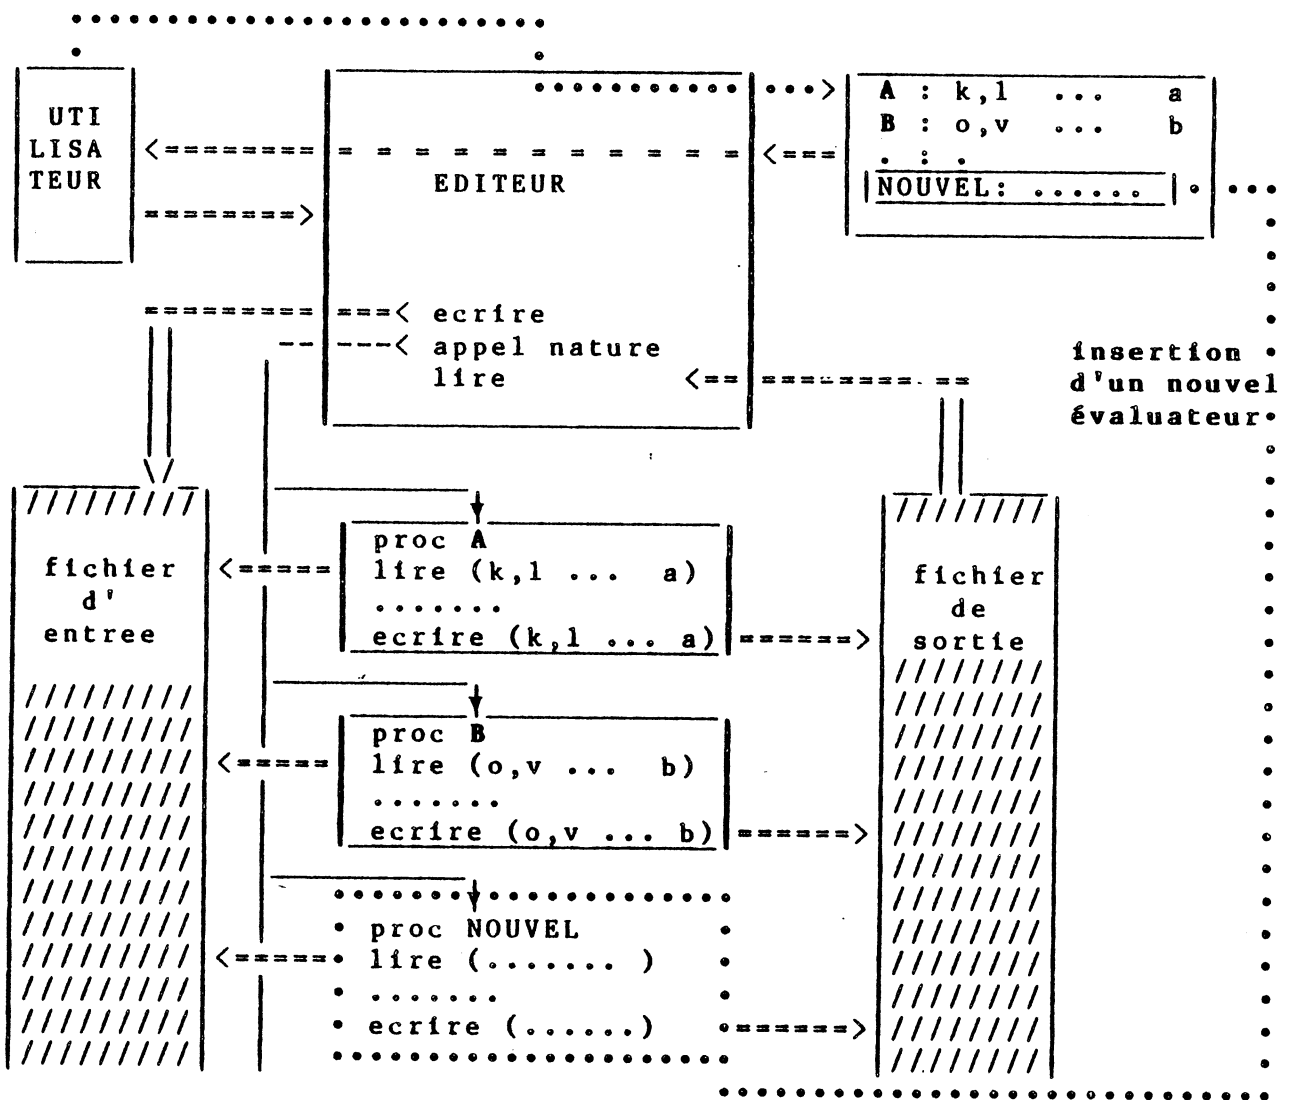 UTI
LISA
TEUR
EDITEUR
ecrire
appel nature
lire
A : k,l ... a
B : o,v ... b
. : .
NOUVEL: ......
insertion
d'un nouvel
évaluateur
fichier
d'
entree
proc A
lire (k,l ... a)
.......
ecrire (k,l ... a)
proc B
lire (o,v ... b)
.......
ecrire (o,v ... b)
proc NOUVEL
lire (....... )
.......
ecrire (......)
fichier
de
sortie